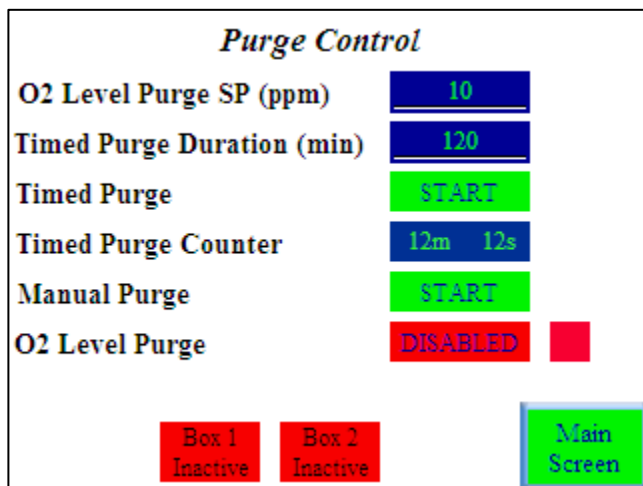 Purge Control
O2 Level Purge SP (ppm) 10
Timed Purge Duration (min) 120
Timed Purge START
Timed Purge Counter 12m 12s
Manual Purge START
O2 Level Purge DISABLED
Box 1 Box 2 Main
Inactive Inactive Screen